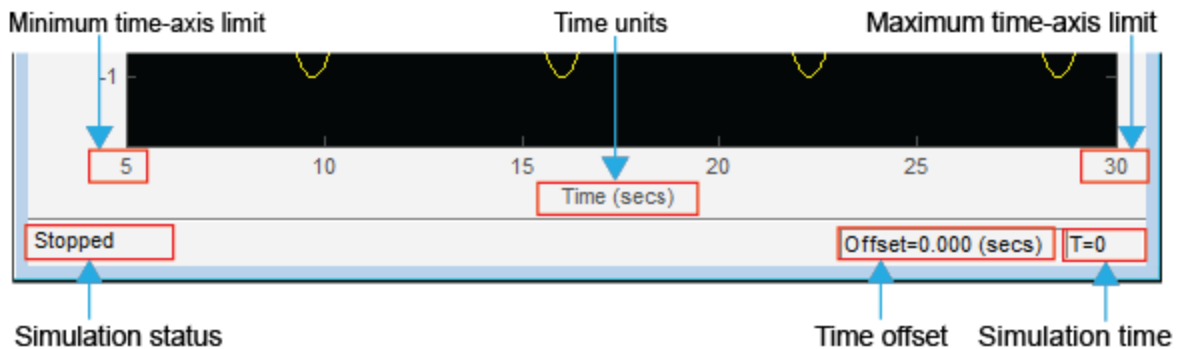 Minimum time-axis limit Time units Maximum time-axis limit
-1
5 10 15 20 25 30
Time (secs)
Stopped Offset=0.000 (secs) T=0
Simulation status Time offset Simulation time